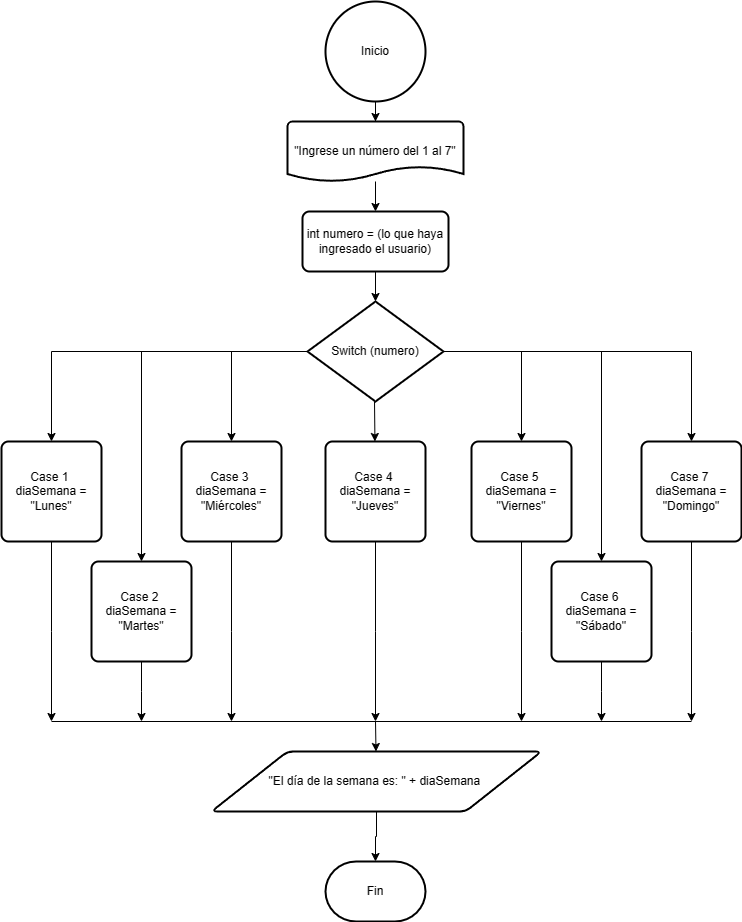 Inicio
"Ingrese un número del 1 al 7"
int numero = (lo que haya
ingresado el usuario)
Switch (numero)
Case 1
diaSemana =
"Lunes"
Case 2
diaSemana =
"Martes"
Case 3
diaSemana =
"Miércoles"
Case 4
diaSemana =
"Jueves"
Case 5
diaSemana =
"Viernes"
Case 6
diaSemana =
"Sábado"
Case 7
diaSemana =
"Domingo"
"El día de la semana es: " + diaSemana
Fin